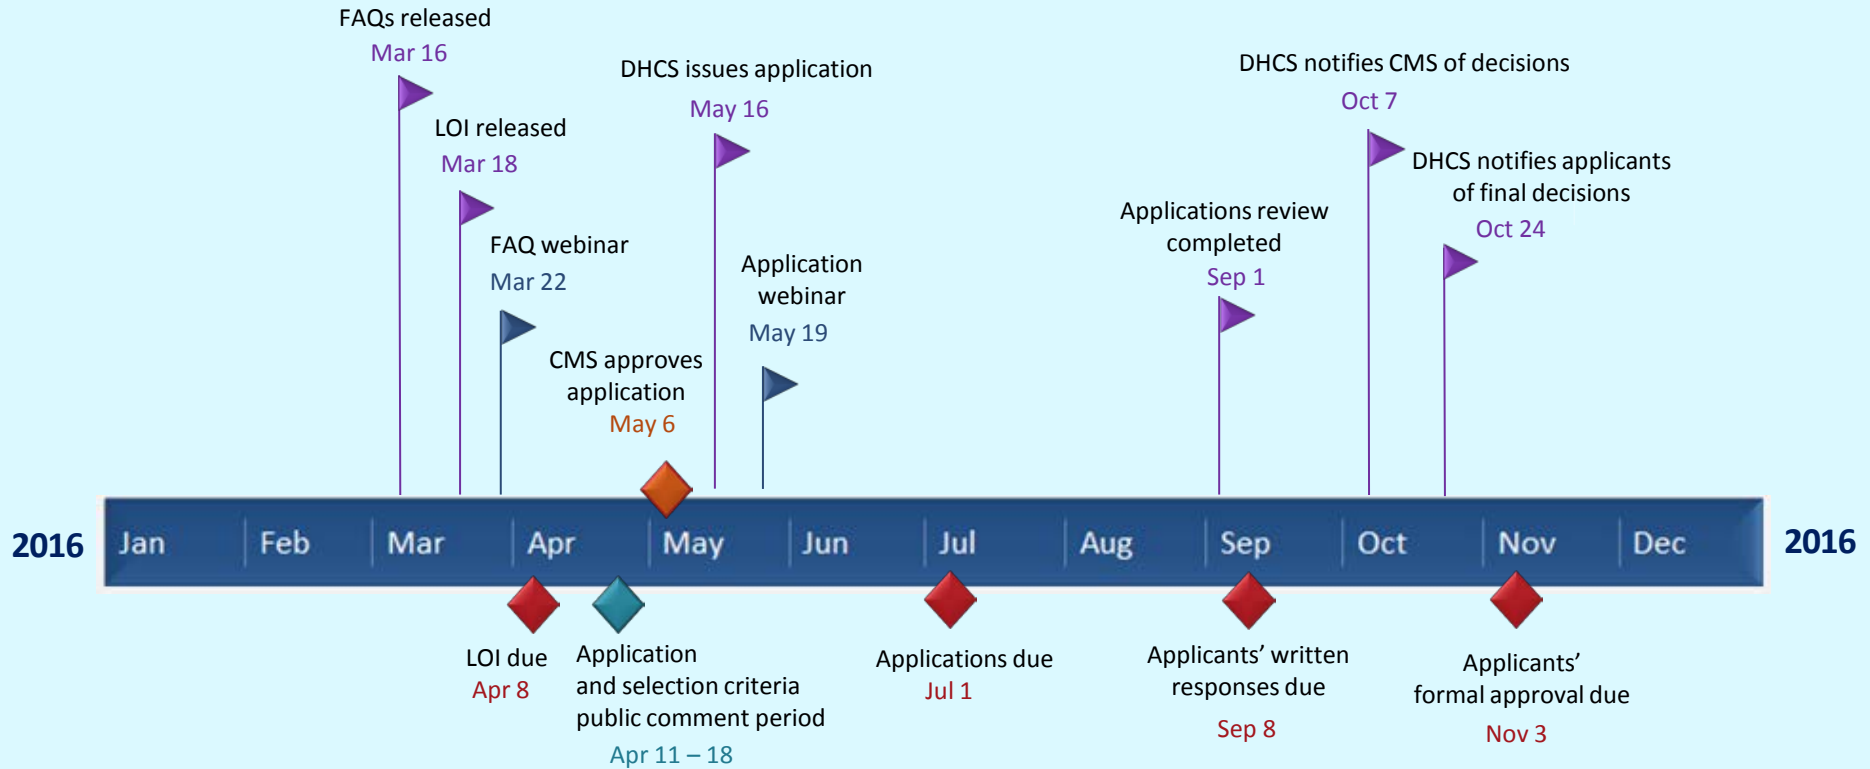 FAQs released
Mar 16
LOI released
Mar 18
FAQ webinar
Mar 22
CMS approves
application
May 6
DHCS issues application
May 16
Application
webinar
May 19
Applications review
completed
Sep 1
DHCS notifies CMS of decisions
Oct 7
DHCS notifies applicants
of final decisions
Oct 24
2016
Jan
Feb
Mar
Apr
May
Jun
Jul
Aug
Sep
Oct
Nov
Dec
2016
LOI due
Apr 8
Application
and selection criteria
public comment period
Apr 11 – 18
Applications due
Jul 1
Applicants’ written
responses due
Sep 8
Applicants’
formal approval due
Nov 3